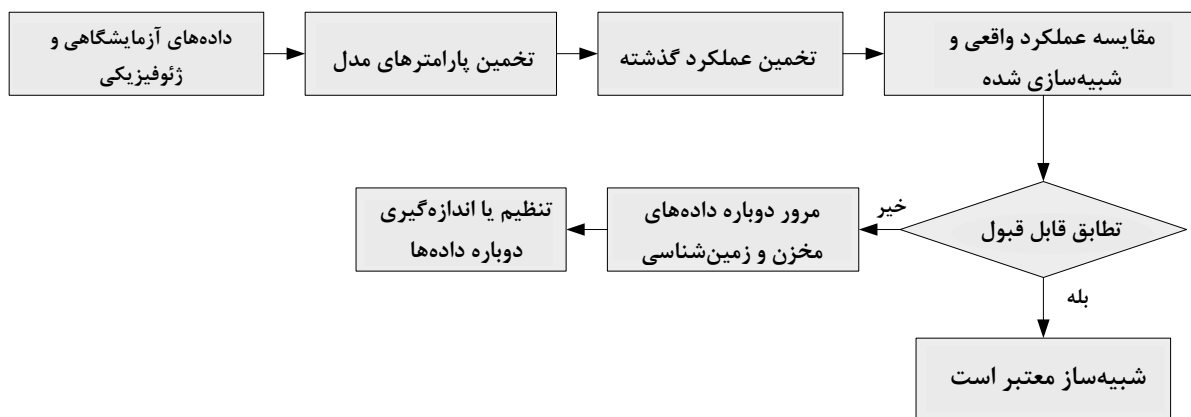 داده‌های آزمایشگاهی و
ژئوفیزیکی
تخمین پارامترهای مدل
تخمین عملکرد گذشته
مقایسه عملکرد واقعی و
شبیه‌سازی شده
تطابق قابل قبول
خیر
مرور دوباره داده‌های
مخزن و زمین‌شناسی
تنظیم یا اندازه‌گیری
دوباره داده‌ها
بله
شبیه‌ساز معتبر است